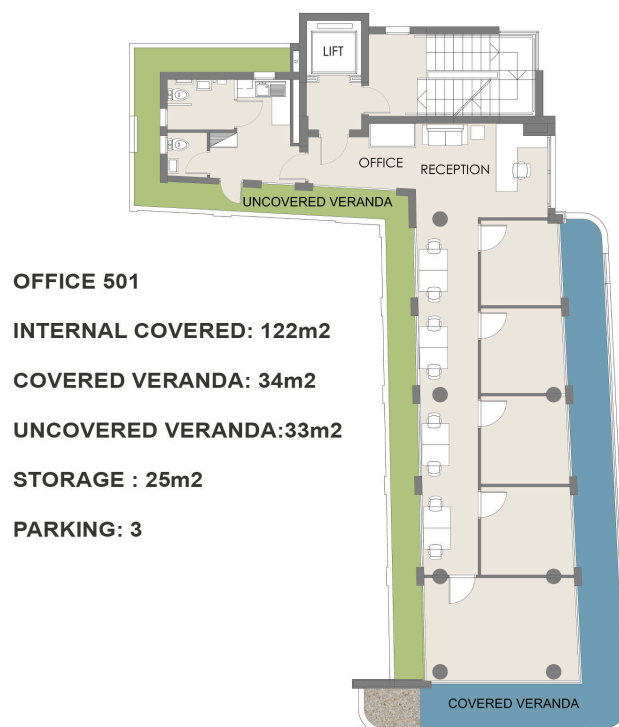 LIFT
OFFICE
RECEPTION
UNCOVERED VERANDA
OFFICE 501
INTERNAL COVERED: 122m2
COVERED VERANDA: 34m2
UNCOVERED VERANDA:33m2
STORAGE : 25m2
PARKING: 3
COVERED VERANDA